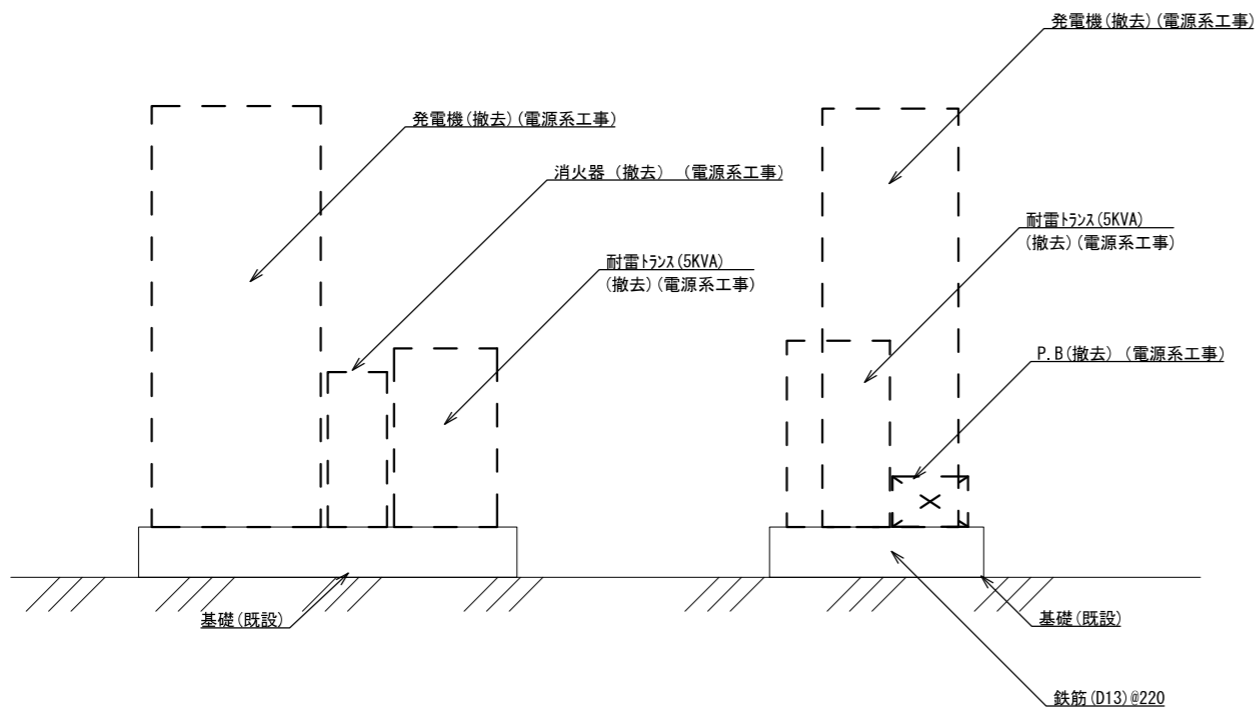 発電機(撤去)(電源系工事)
消火器（撤去）（電源系工事)
耐雷ﾄﾗﾝｽ(5KVA)
(撤去)(電源系工事)
基礎(既設)
発電機(撤去)(電源系工事)
耐雷ﾄﾗﾝｽ(5KVA)
(撤去)(電源系工事)
P.B(撤去）（電源系工事)
基礎(既設)
鉄筋(D13)@220